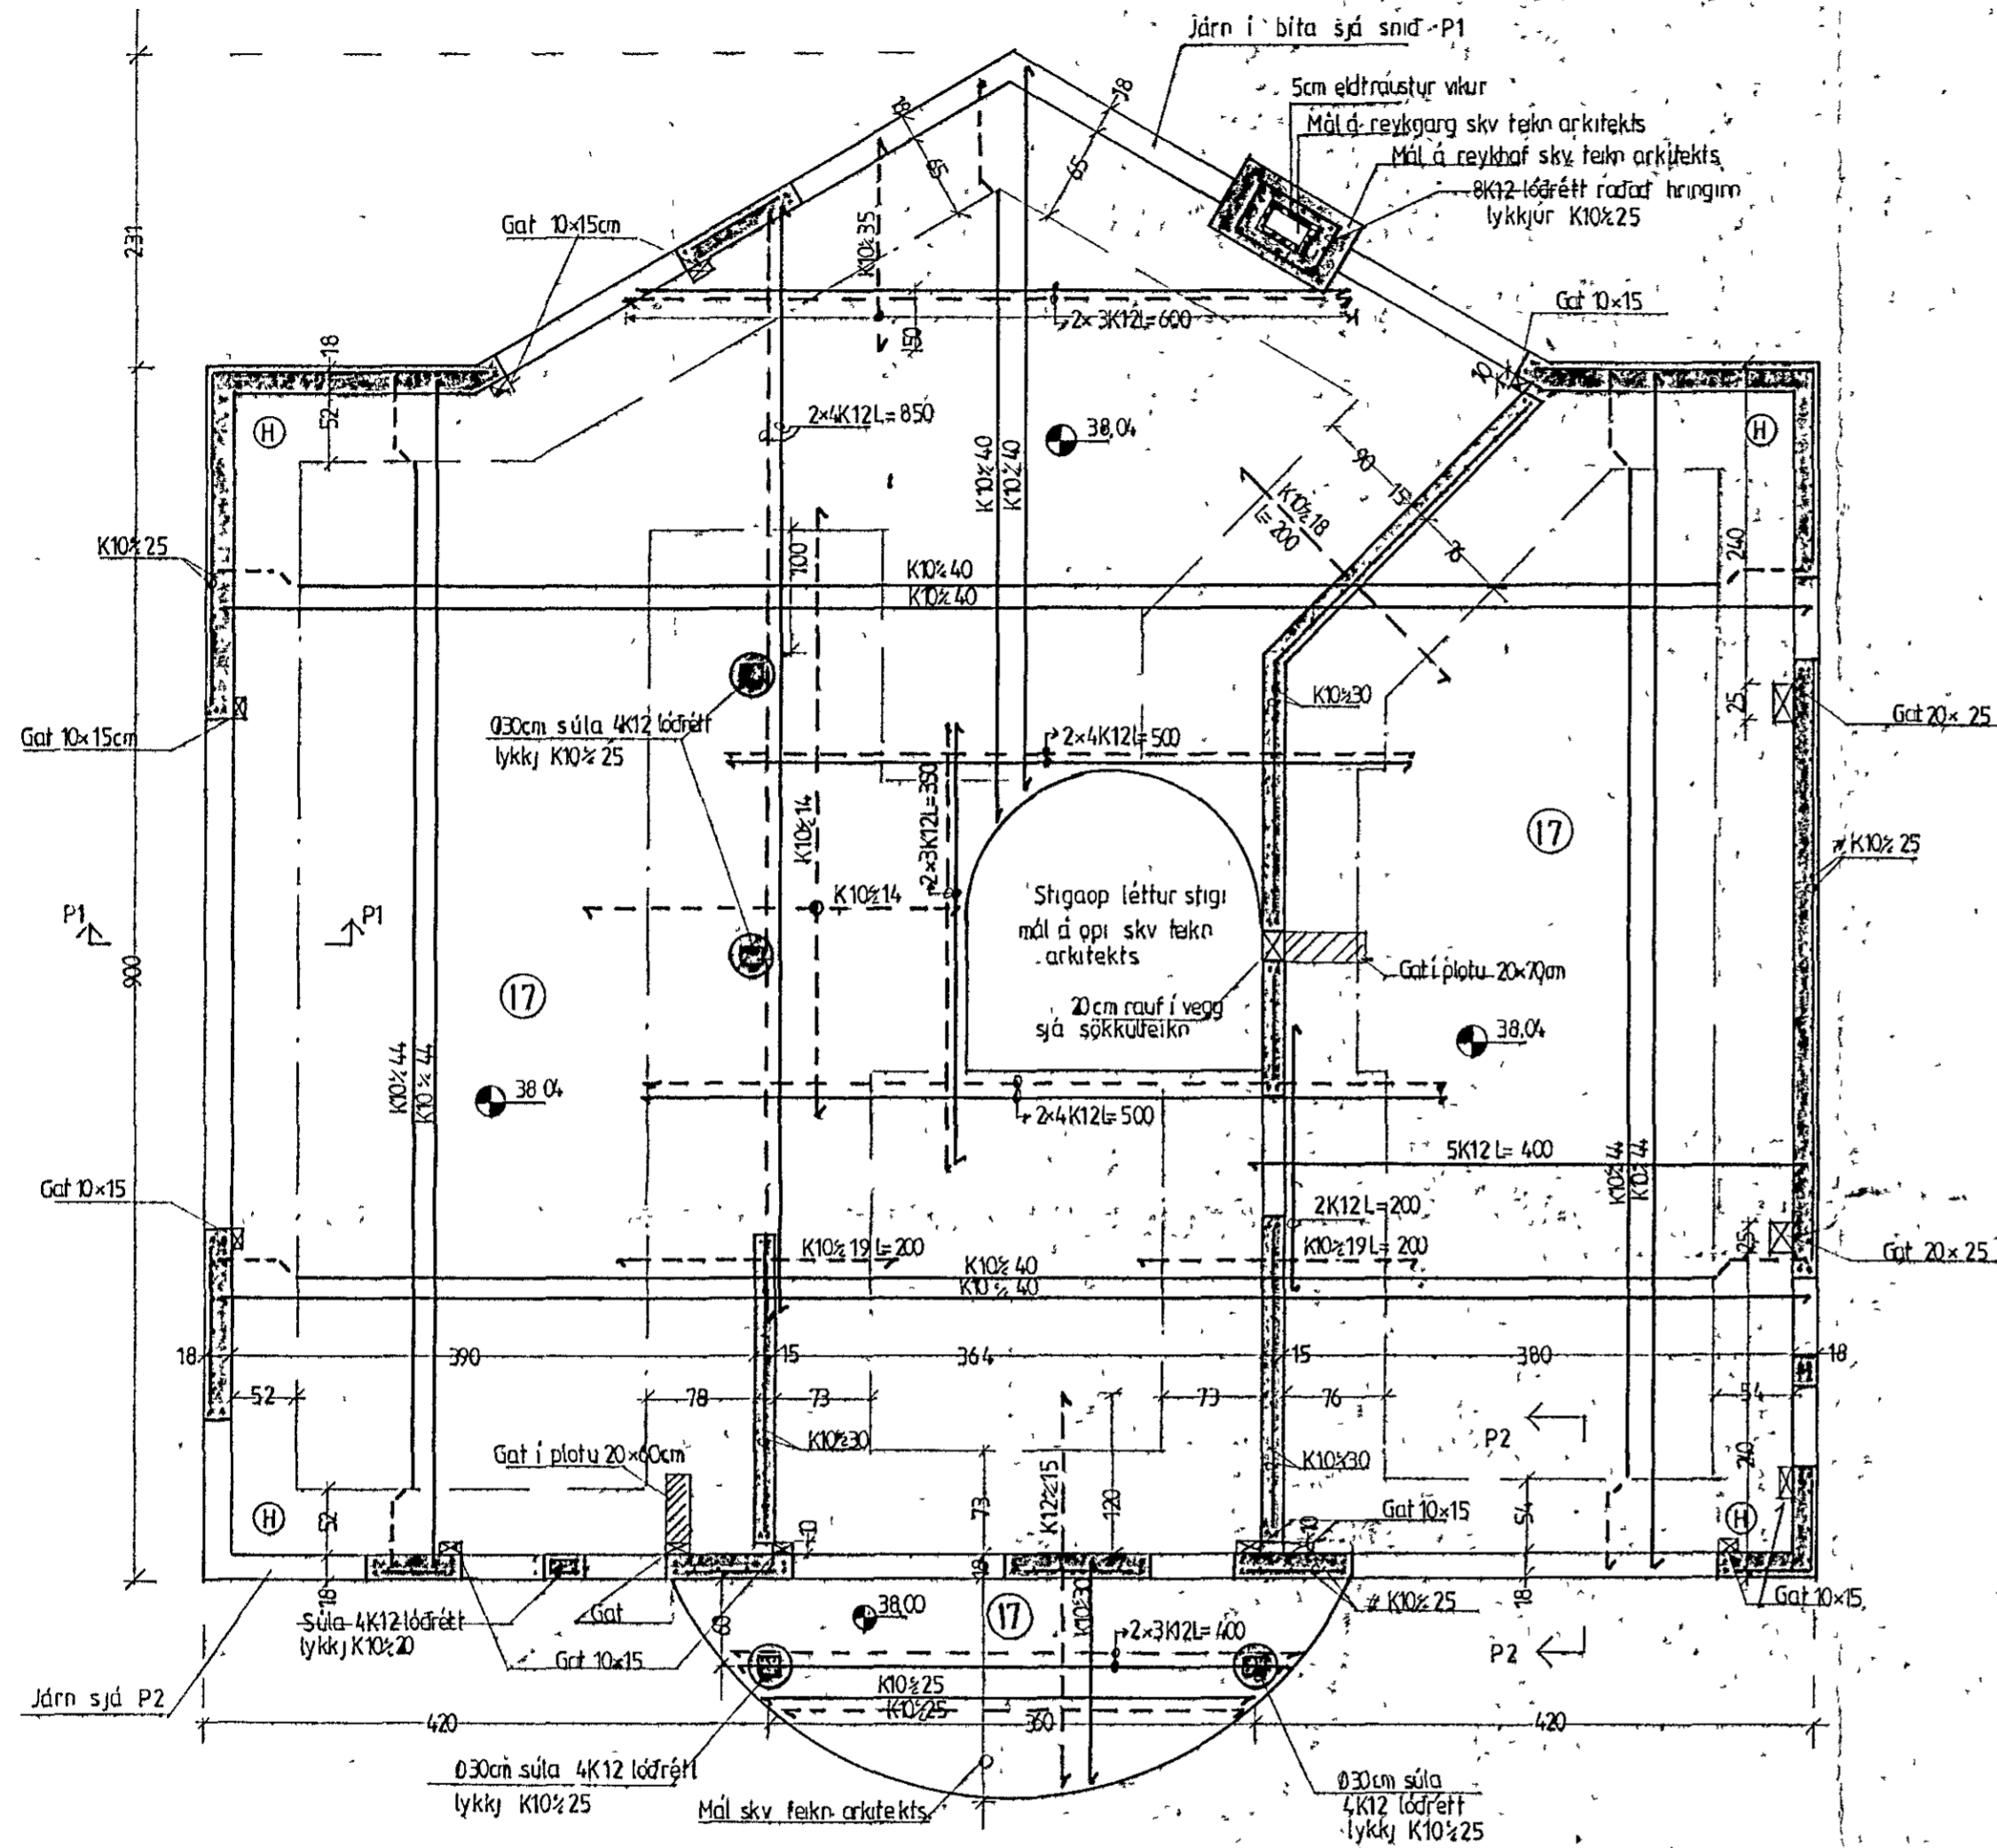 Járn í bita sjá snið P1
5cm eldtraustur vikur
Mál á reykgang skv teikn arkitekts
Mál á reykhaf skv teikn arkitekts
8K12 lóðrétt raðað hringinn
lykkjur K10%25
18
65
18
65
231
Gat 10×15cm
K10%35
2×3K12L=600
50
Gat 10×15
10
18
52
H
2×4K12L=850
38,04
H
K10%40
K10%40
90
15
76
K10%18
L=200
240
K10%25
100
K10%40
K10%40
K10%30
25
Gat 20×25
Gat 10×15cm
Ø30cm súla 4K12 lóðrétt
lykkj K10%25
2×4K12L=500
2×3K12L=350
K10%14
17
K10%25
K10%14
Stigaop léttur stigi
mál á opi skv teikn
arkitekts
P1
P1
900
17
Gat í plötu 20×70cm
20cm rauf í vegg
sjá sökkulteikn
38,04
K10%44
K10%44
38 04
2×4K12L=500
5K12 L=400
K10%44
K10%44
Gat 10×15
2K12 L=200
K10%19 L=200
K10%19 L=200
25
Gat 20×25
K10%40
K10%40
18
390
15
364
15
380
18
52
78
73
73
76
54
P2
K10%30
Gat í plötu 20×60cm
K10%30
240
52
73
K12%15
120
54
Gat 10×15
H
H
10
10
18
18
18
Súla 4K12 lóðrétt
lykkj K10%20
Gat
60
38,00
17
K10%30
# K10%25
Gat 10×15
Gat 10×15
2×3K12L=400
P2
Járn sjá P2
K10%25
K10%25
420
360
420
Ø30cm súla 4K12 lóðrétt
lykkj K10%25
Mál skv teikn arkitekts
Ø30cm súla
4K12 lóðrétt
lykkj K10%25